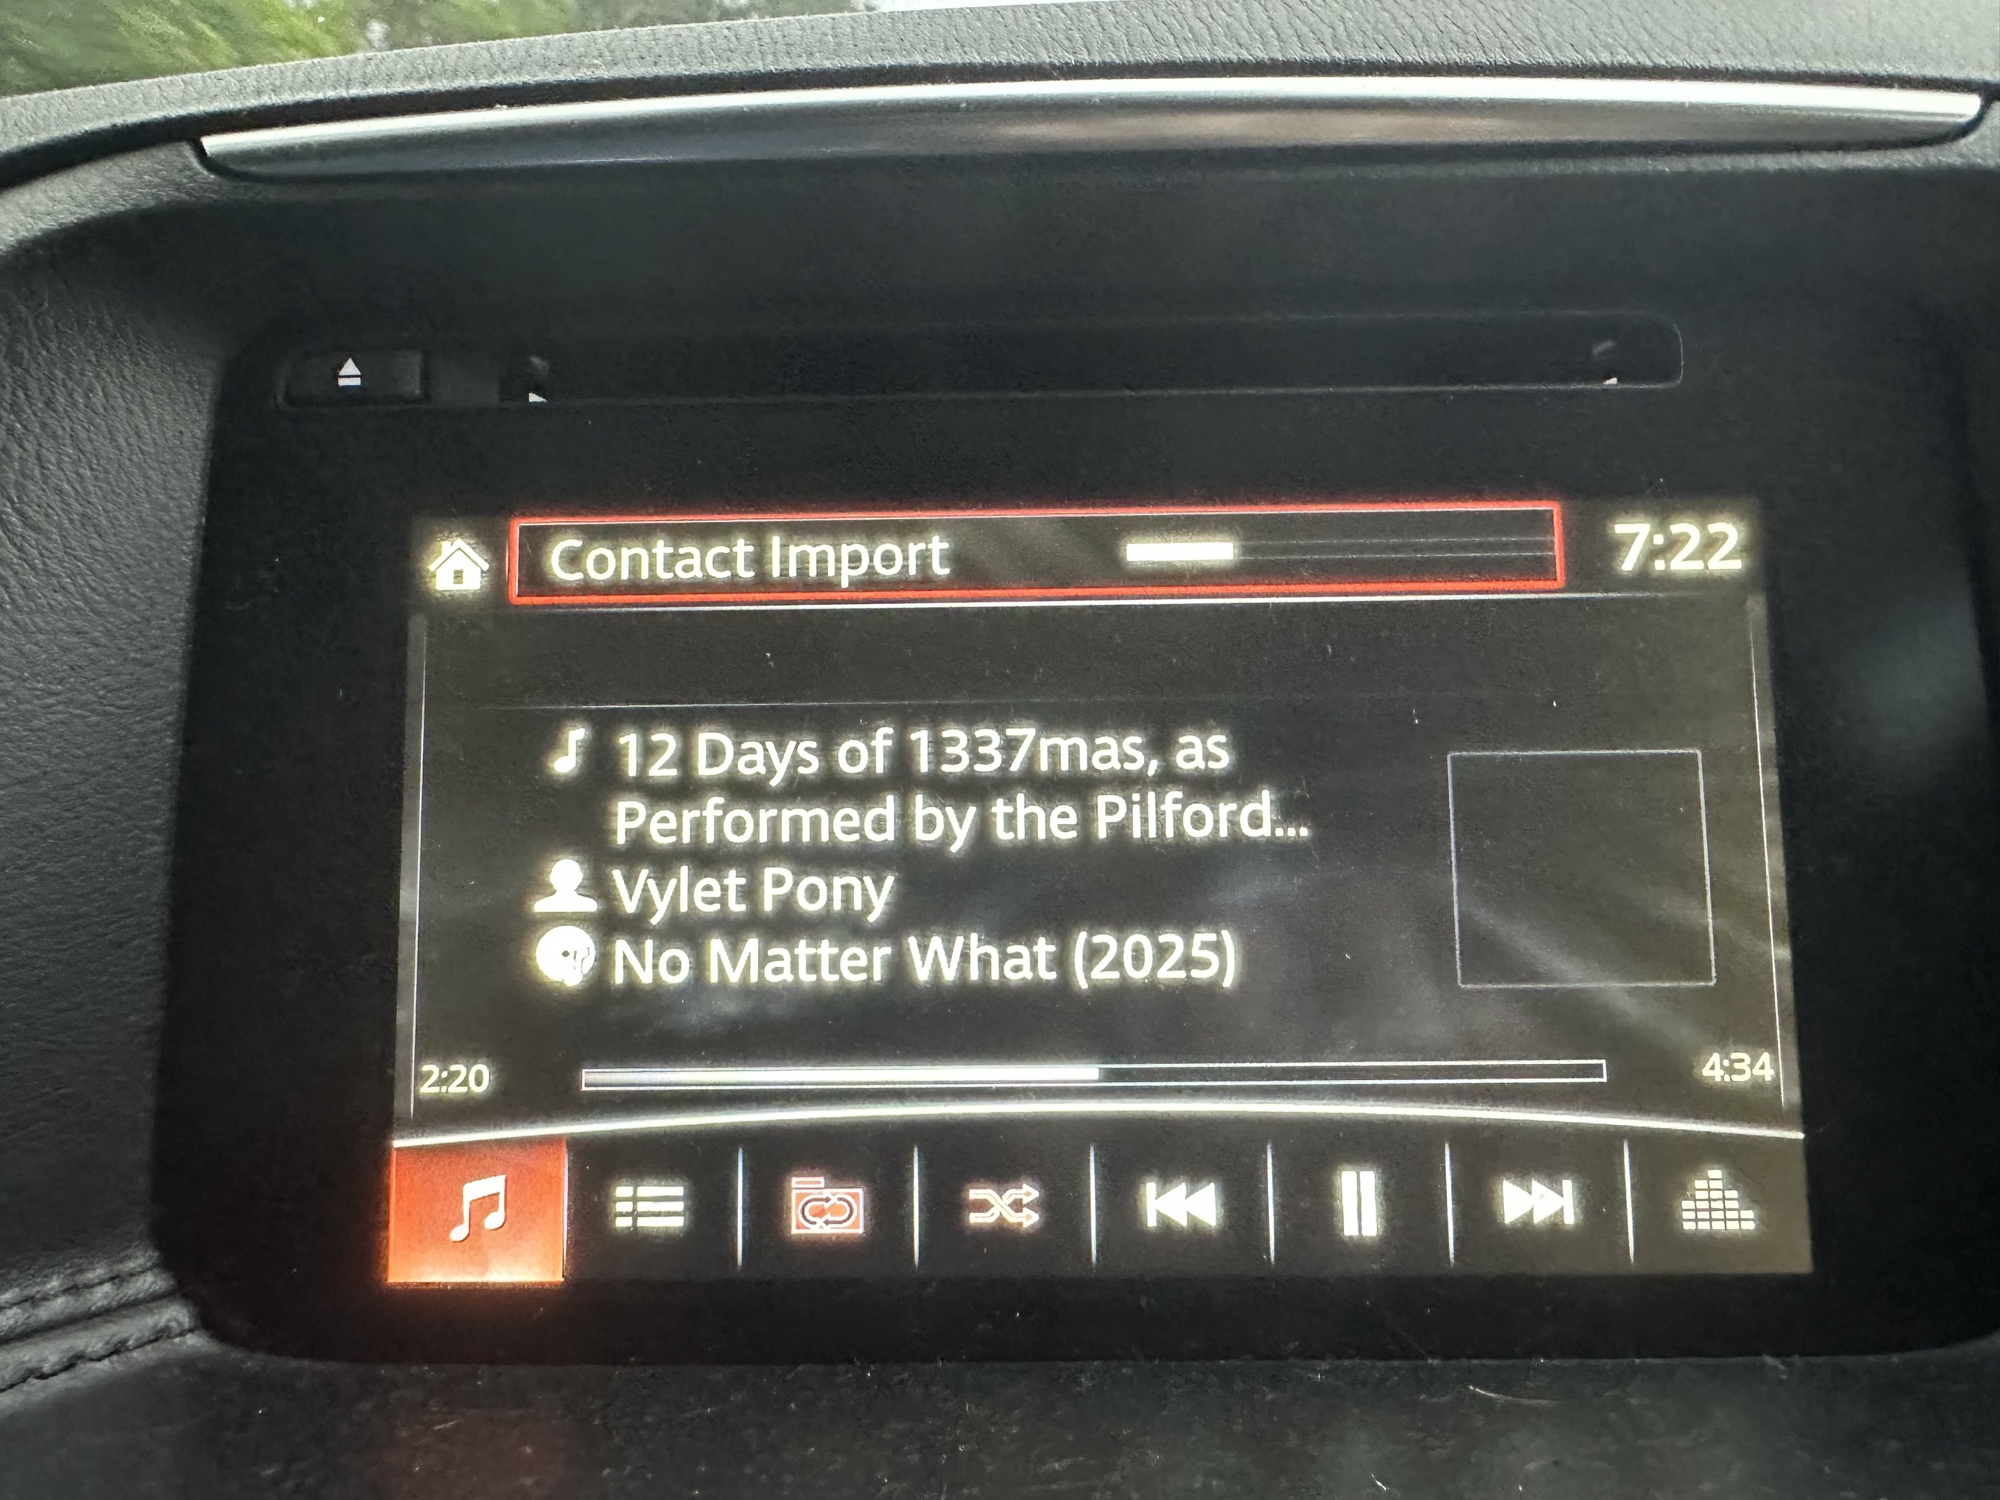 Contact Import
7:22
12 Days of 1337mas, as
Performed by the Pilford...
Vylet Pony
No Matter What (2025)
2:20
4:34